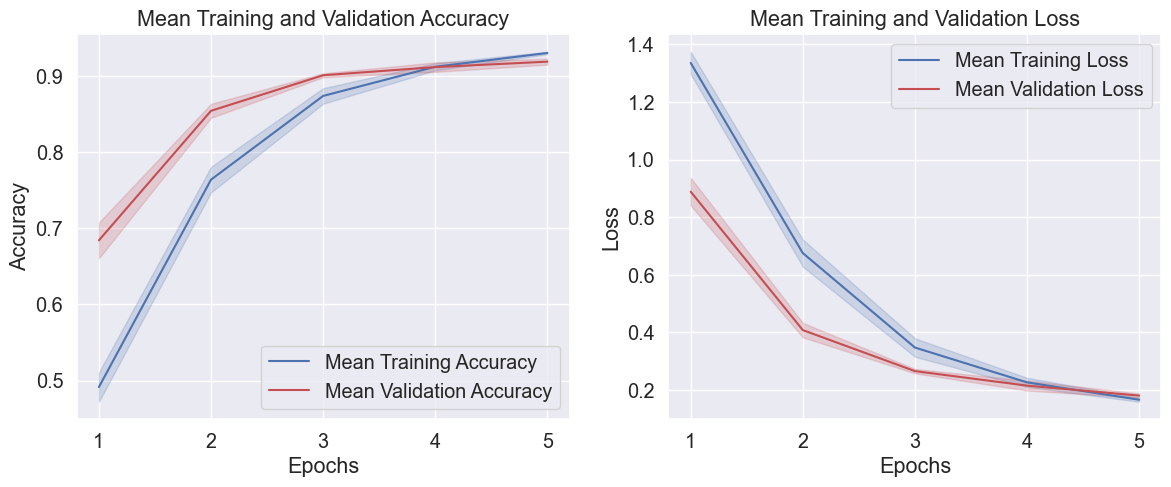 Mean Training and Validation Accuracy
Accuracy
0.9
0.8
0.7
0.6
0.5
Mean Training Accuracy
Mean Validation Accuracy
1 2 3 4 5
Epochs
Mean Training and Validation Loss
Loss
1.4
1.2
1.0
0.8
0.6
0.4
0.2
Mean Training Loss
Mean Validation Loss
1 2 3 4 5
Epochs